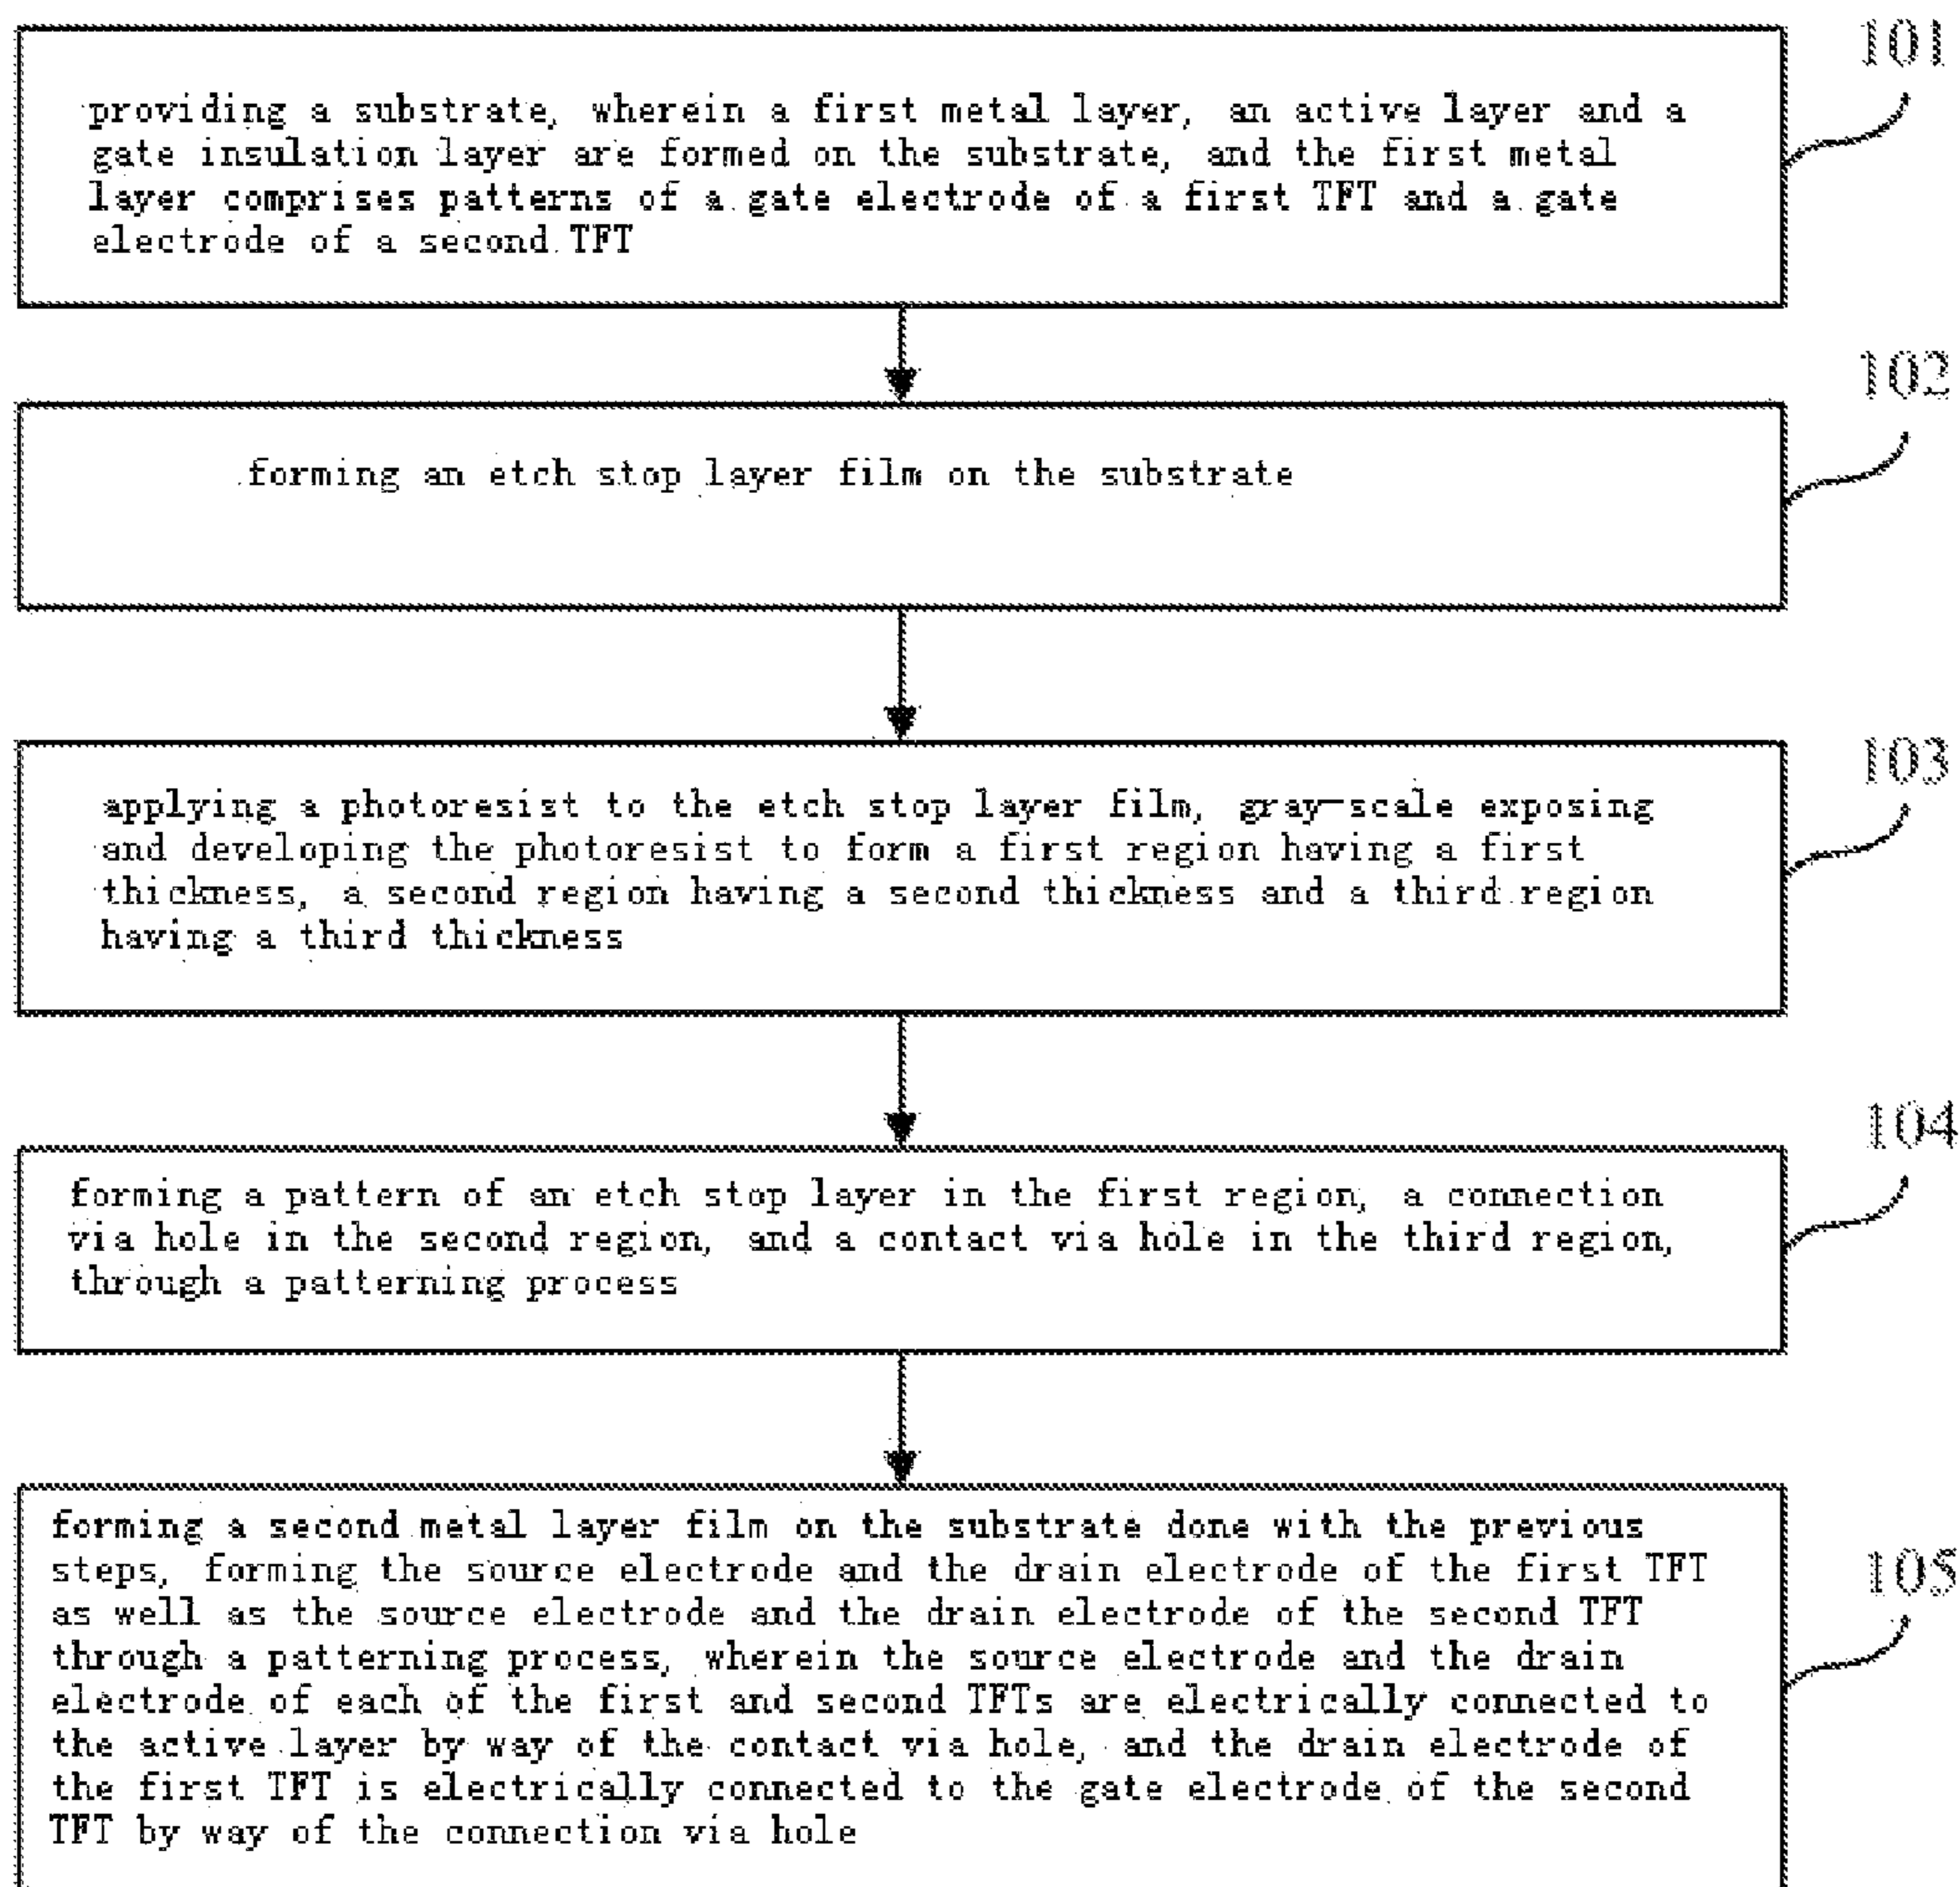 101
providing a substrate, wherein a first metal layer, an active layer and a
gate insulation layer are formed on the substrate, and the first metal
layer comprises patterns of a gate electrode of a first TFT and a gate
electrode of a second TFT
102
forming an etch stop layer film on the substrate
103
applying a photoresist to the etch stop layer film, gray-scale exposing
and developing the photoresist to form a first region having a first
thickness, a second region having a second thickness and a third region
having a third thickness
104
forming a pattern of an etch stop layer in the first region, a connection
via hole in the second region, and a contact via hole in the third region,
through a patterning process
105
forming a second metal layer film on the substrate done with the previous
steps, forming the source electrode and the drain electrode of the first TFT
as well as the source electrode and the drain electrode of the second TFT
through a patterning process, wherein the source electrode and the drain
electrode of each of the first and second TFTs are electrically connected to
the active layer by way of the contact via hole, and the drain electrode of
the first TFT is electrically connected to the gate electrode of the second
TFT by way of the connection via hole